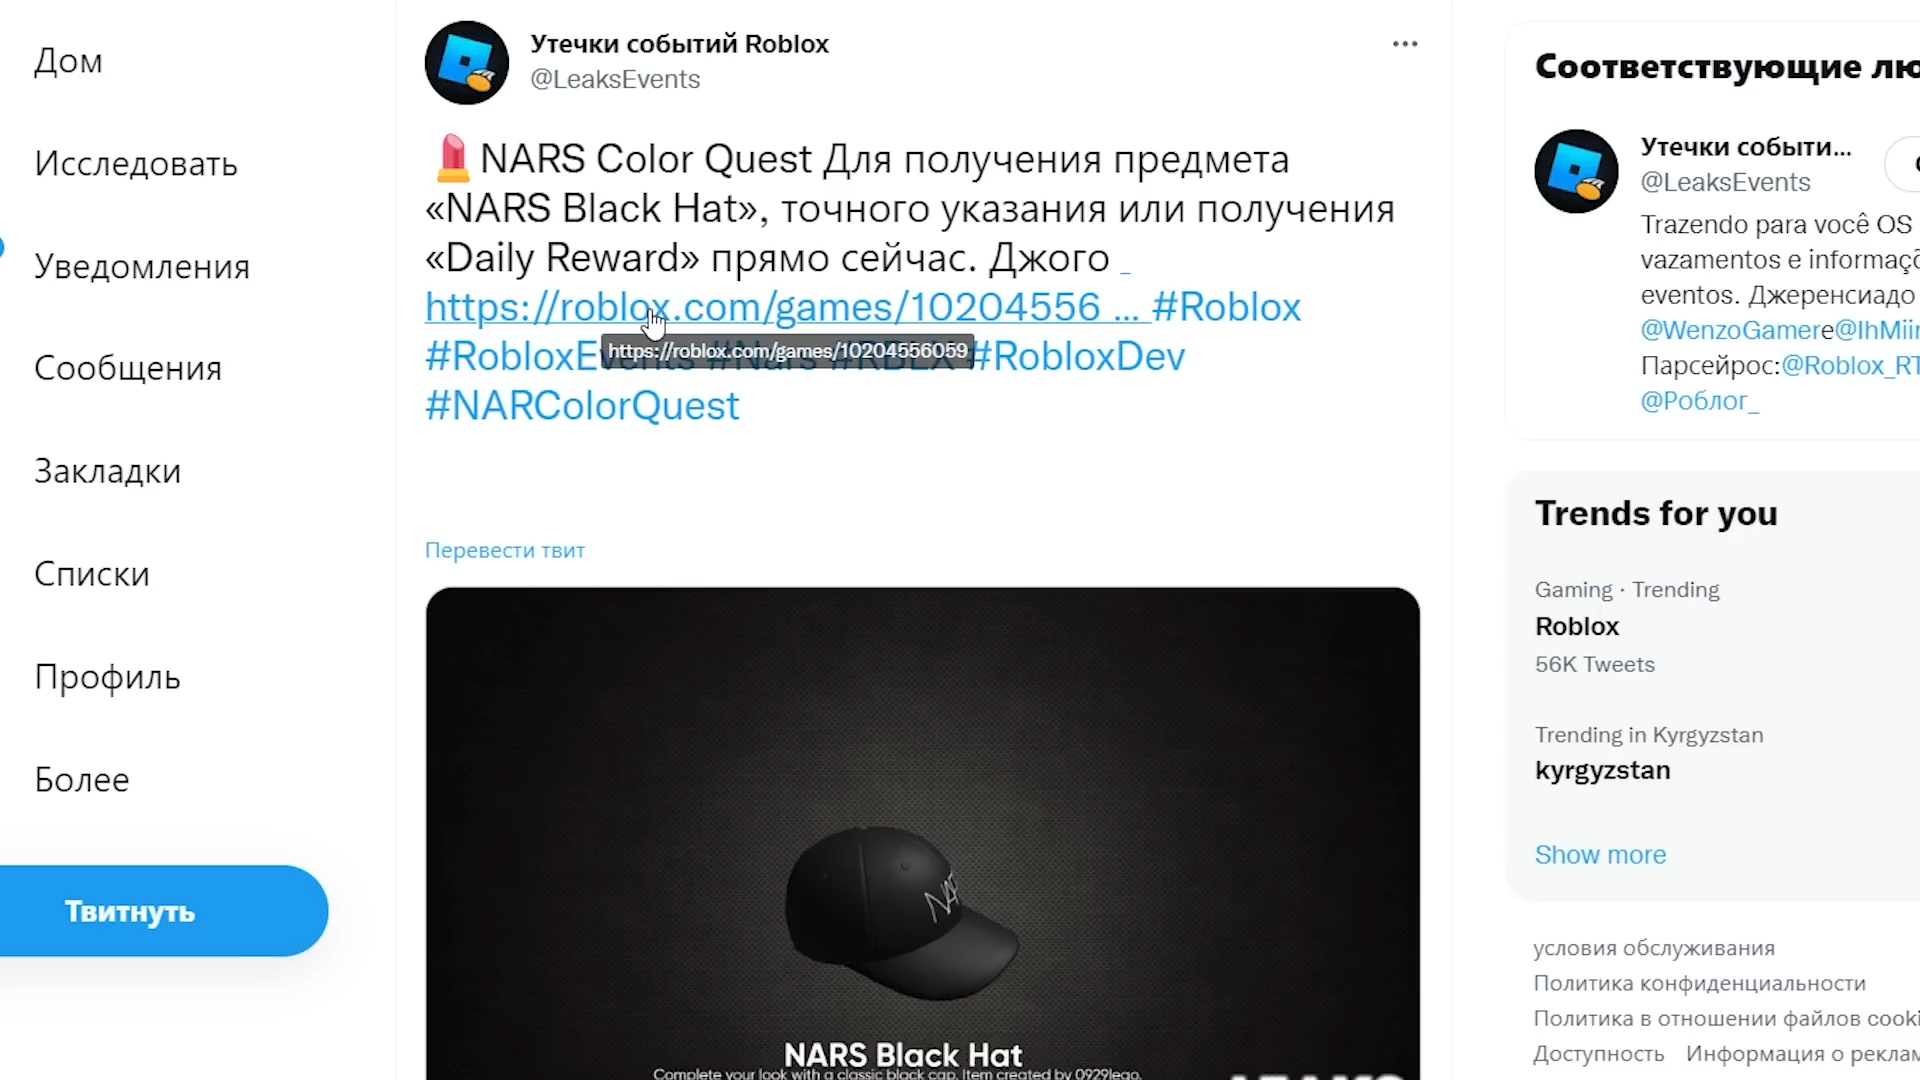 Дом
Исследовать
Уведомления
Сообщения
Закладки
Списки
Профиль
Более
Твитнуть
Утечки событий Roblox
@LeaksEvents
NARS Color Quest Для получения предмета
«NARS Black Hat», точного указания или получения
«Daily Reward» прямо сейчас. Джого _
https://roblox.com/games/10204556 ... #Roblox
#RobloxEvents #Nars #RBLX #RobloxDev
https://roblox.com/games/10204556059
#NARColorQuest
Перевести твит
NARS
NARS Black Hat
Complete your look with a classic black cap. Item created by 0929lego.
LEAKS
Соответствующие лю
Утечки событи...
@LeaksEvents
Trazendo para você OS
vazamentos e informaçõ
eventos. Джеренсиадо
@WenzoGamere@IhMiir
Парсейрос:@Roblox_RT
@Роблог_
Trends for you
Gaming · Trending
Roblox
56K Tweets
Trending in Kyrgyzstan
kyrgyzstan
Show more
условия обслуживания
Политика конфиденциальности
Политика в отношении файлов cooki
Доступность Информация о реклам